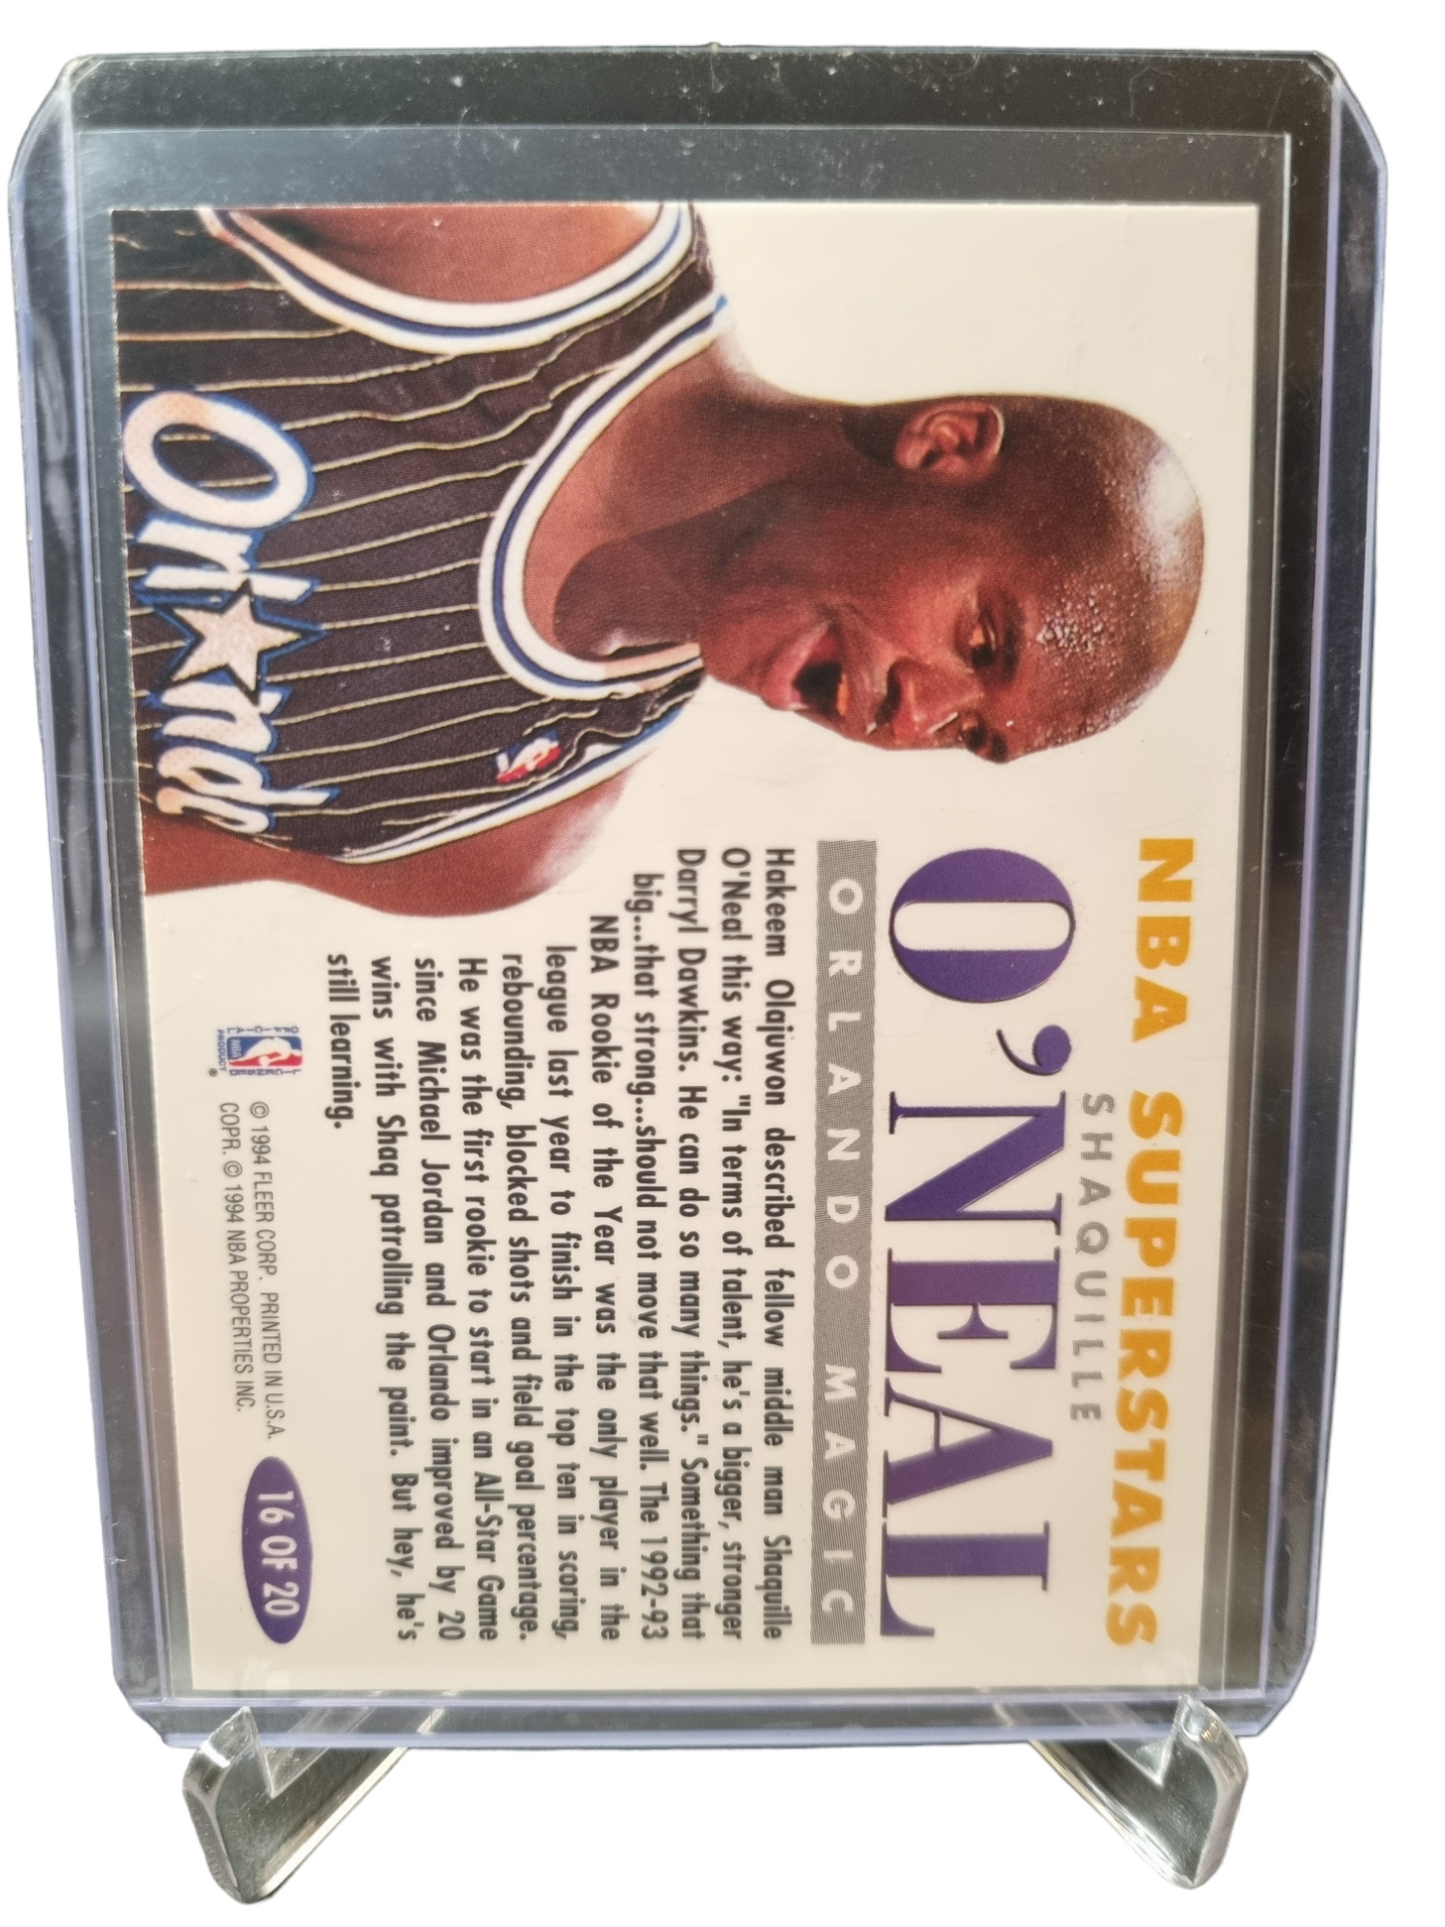 NBA SUPERSTARS
SHAQUILLE
O'NEAL
ORLANDO MAGIC
Hakeem Olajuwon described fellow middle man Shaquille
O'Neal this way: "In terms of talent, he's a bigger, stronger
Darryl Dawkins. He can do so many things." Something that
big...that strong...should not move that well. The 1992-93
NBA Rookie of the Year was the only player in the
league last year to finish in the top ten in scoring,
rebounding, blocked shots and field goal percentage.
He was the first rookie to start in an All-Star Game
since Michael Jordan and Orlando improved by 20
wins with Shaq patrolling the paint. But hey, he's
still learning.
© 1994 FLEER CORP. PRINTED IN U.S.A.
COPR. © 1994 NBA PROPERTIES INC.
16 OF 20
NBA
PRODUCT
®
Orl★ndo